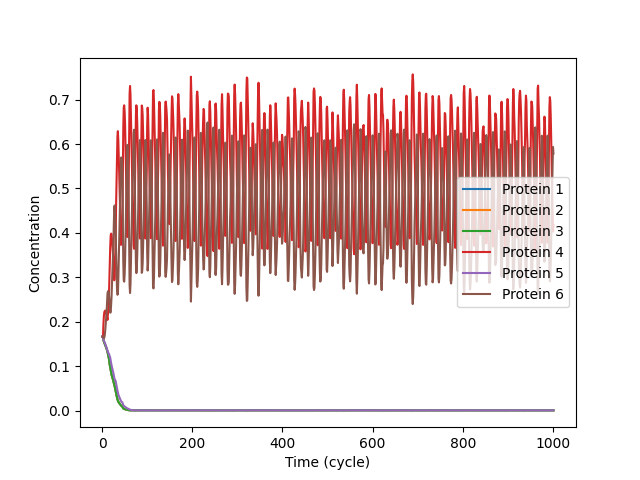 0.7
0.6
0.5
0.4
0.3
0.2
0.1
0.0
Concentration
Protein 1
Protein 2
Protein 3
Protein 4
Protein 5
Protein 6
0 200 400 600 800 1000
Time (cycle)